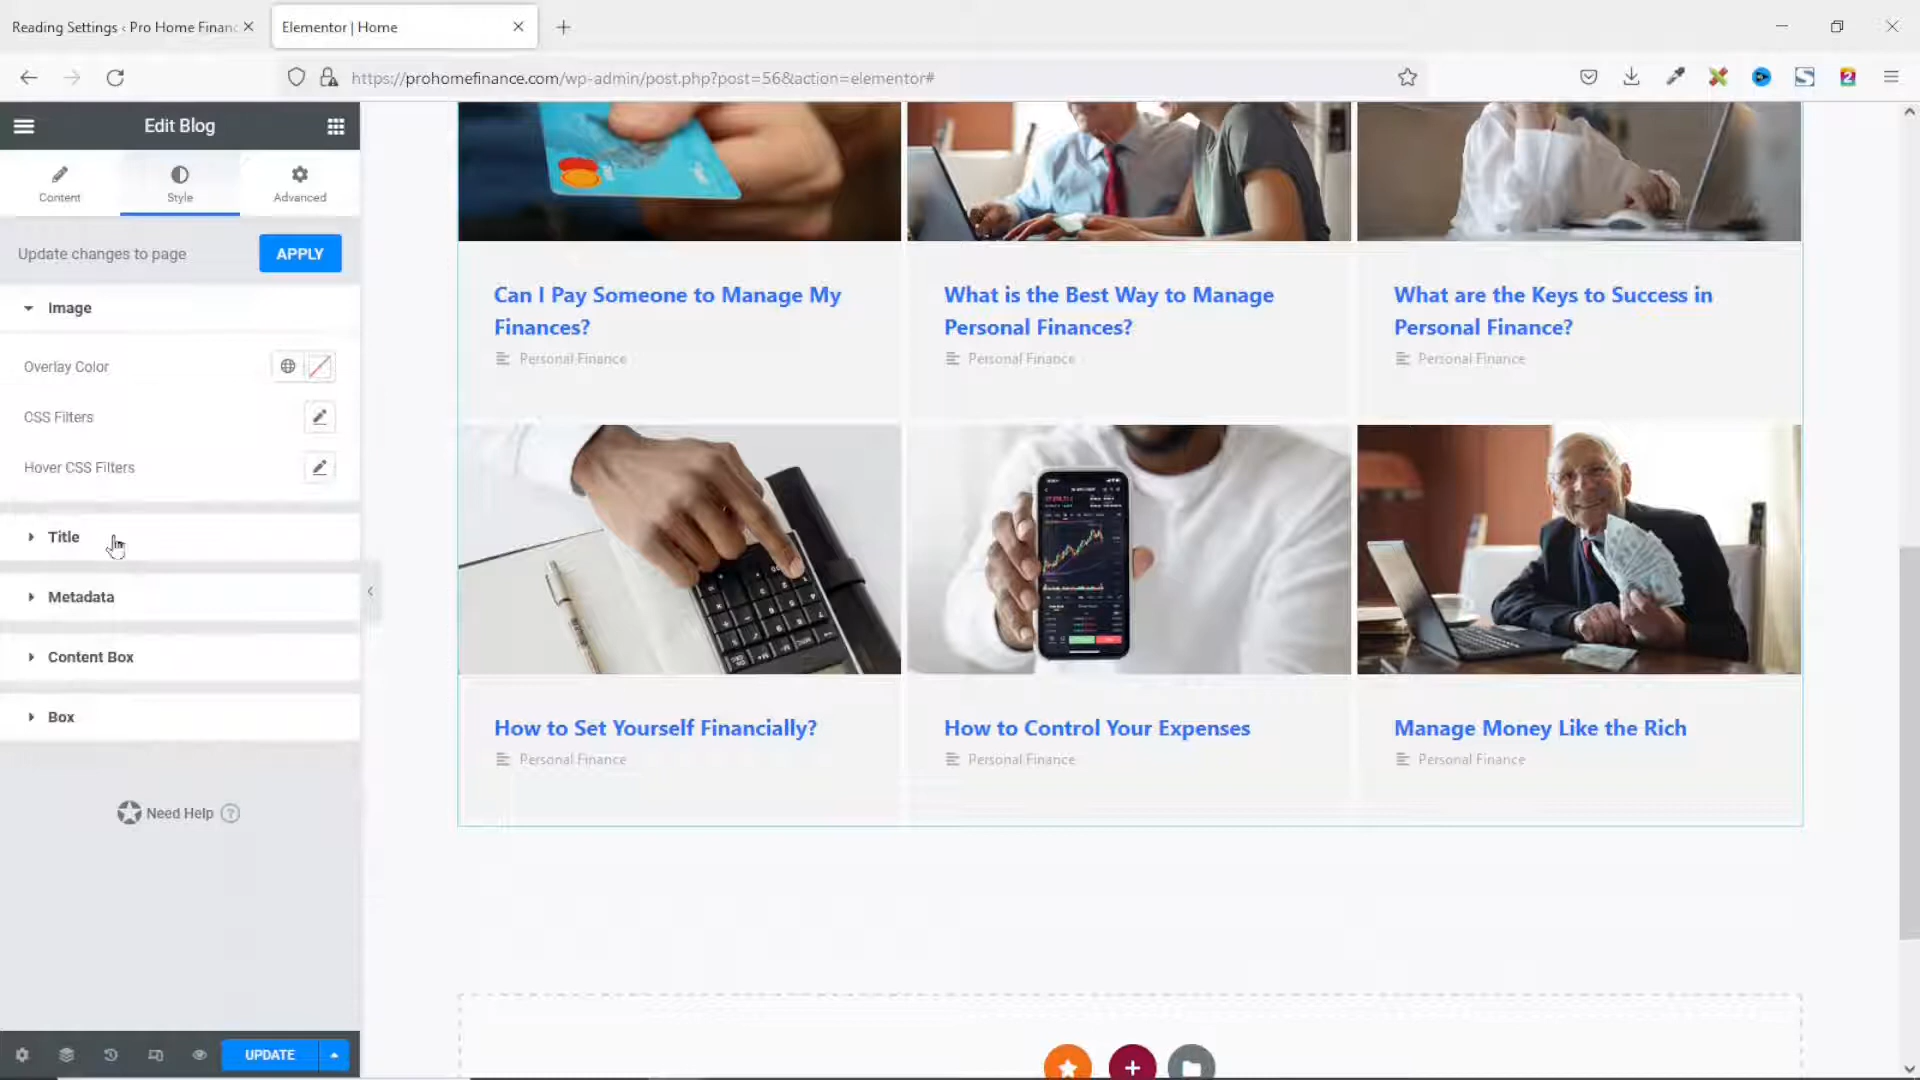 Reading Settings ‹ Pro Home Financ
Elementor | Home
https://prohomefinance.com/wp-admin/post.php?post=56&action=elementor#
2
Edit Blog
Content
Style
Advanced
Update changes to page
APPLY
Image
Overlay Color
CSS Filters
Hover CSS Filters
Title
Metadata
Content Box
Box
Need Help ?
UPDATE
Can I Pay Someone to Manage My
Finances?
Personal Finance
What is the Best Way to Manage
Personal Finances?
Personal Finance
What are the Keys to Success in
Personal Finance?
Personal Finance
How to Set Yourself Financially?
Personal Finance
How to Control Your Expenses
Personal Finance
Manage Money Like the Rich
Personal Finance